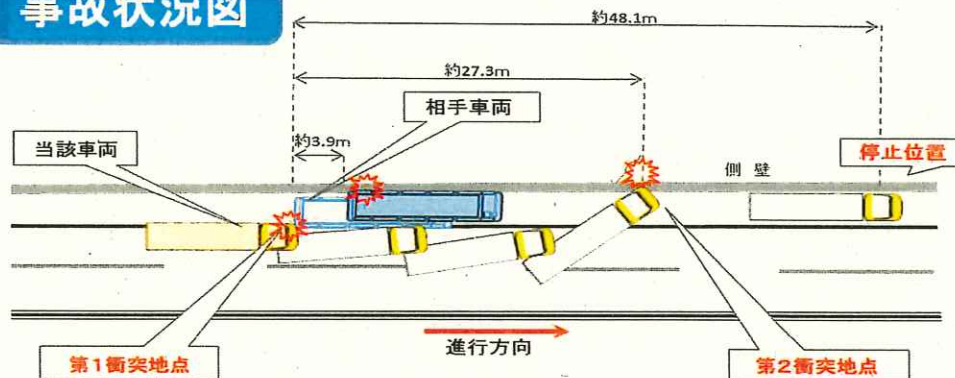 事故状況図
約48.1m
約27.3m
相手車両
約3.9m
当該車両
側 壁
停止位置
進行方向
第1衝突地点
第2衝突地点